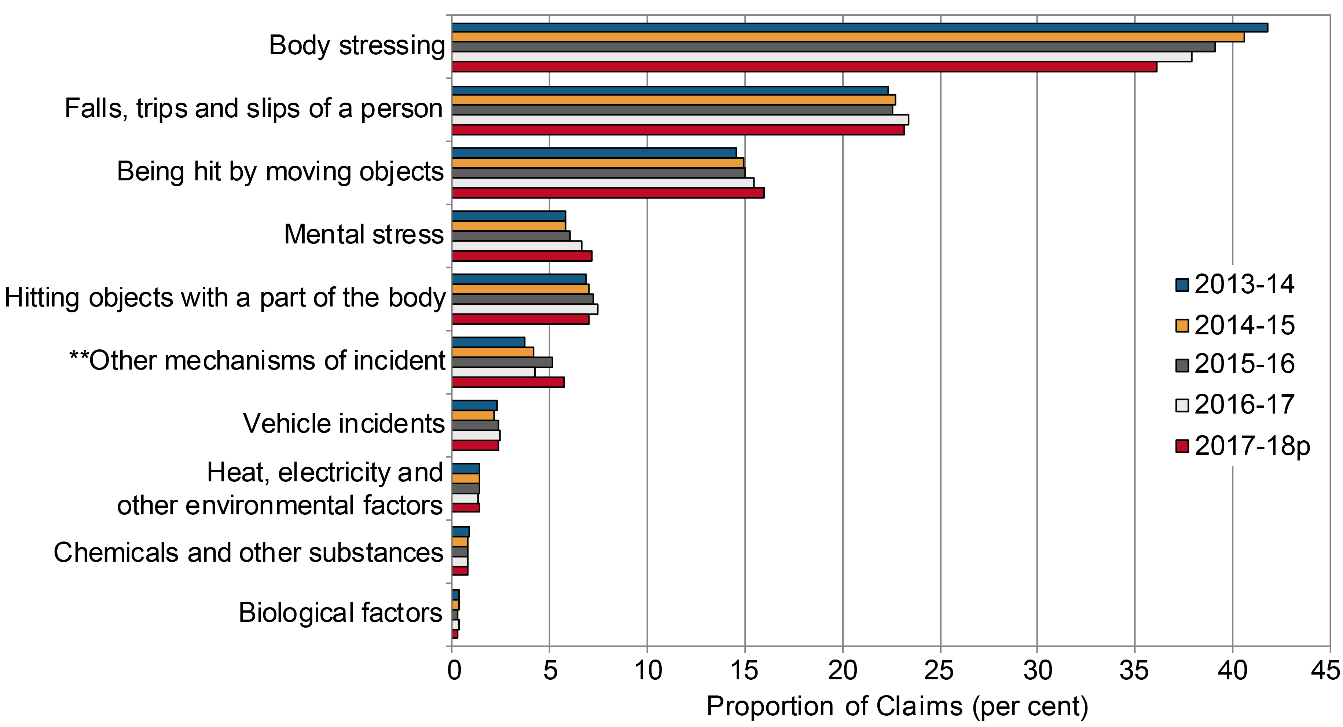 Body stressing
Falls, trips and slips of a person
Being hit by moving objects
Mental stress
Hitting objects with a part of the body
**Other mechanisms of incident
Vehicle incidents
Heat, electricity and
other environmental factors
Chemicals and other substances
Biological factors
2013-14
2014-15
2015-16
2016-17
2017-18p
0 5 10 15 20 25 30 35 40 45
Proportion of Claims (per cent)